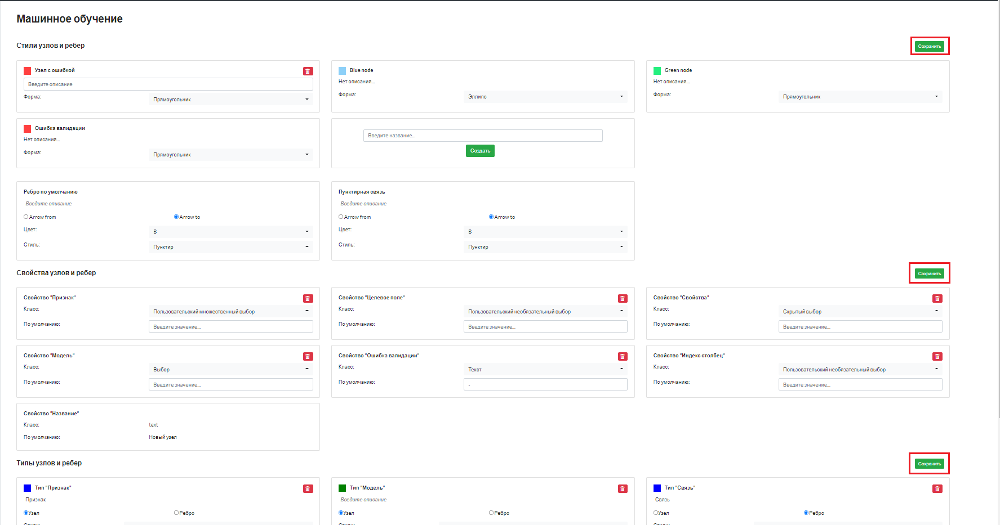 Машинное обучение
Стили узлов и ребер
Сохранить
Узел с ошибкой
Введите описание
Форма:
Прямоугольник
Blue node
Нет описания...
Форма:
Эллипс
Green node
Нет описания...
Форма:
Прямоугольник
Ошибка валидации
Нет описания...
Форма:
Прямоугольник
Введите название...
Создать
Ребро по умолчанию
Введите описание
Arrow from
Arrow to
Цвет:
В
Стиль:
Пунктир
Пунктирная связь
Введите описание
Arrow from
Arrow to
Цвет:
В
Стиль:
Пунктир
Свойства узлов и ребер
Сохранить
Свойство "Признак"
Класс:
Пользовательский множественный выбор
По умолчанию:
Введите значение...
Свойство "Целевое поле"
Класс:
Пользовательский необязательный выбор
По умолчанию:
Введите значение...
Свойство "Свойства"
Класс:
Скрытый выбор
По умолчанию:
Введите значение...
Свойство "Модель"
Класс:
Выбор
По умолчанию:
Введите значение...
Свойство "Ошибка валидации"
Класс:
Текст
По умолчанию:
-
Свойство "Индекс столбец"
Класс:
Пользовательский необязательный выбор
По умолчанию:
Введите значение...
Свойство "Название"
Класс:
text
По умолчанию:
Новый узел
Типы узлов и ребер
Сохранить
Тип "Признак"
Признак
Узел
Ребро
Тип "Модель"
Введите описание
Узел
Ребро
Тип "Связь"
Связь
Узел
Ребро